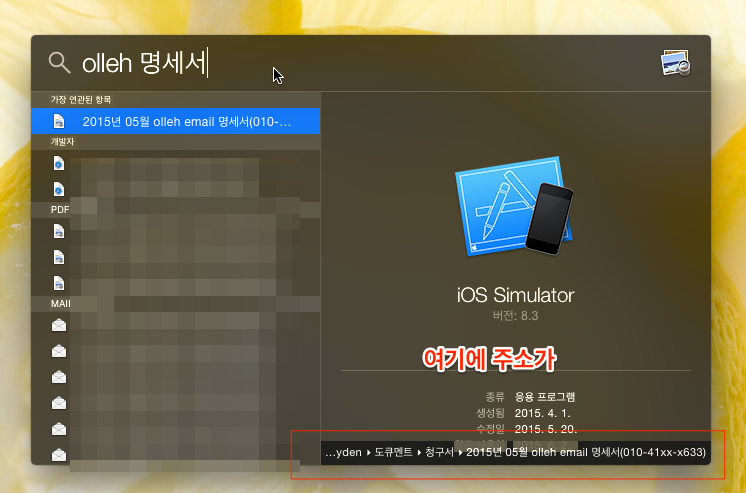 olleh 명세서
가장 연관된 항목
2015년 05월 olleh email 명세서(010-...
개발자
PDF
MAIL
iOS Simulator
버전: 8.3
여기에 주소가
종류 응용 프로그램
생성됨 2015. 4. 1.
수정일 2015. 5. 20.
...yden ▸ 도큐멘트 ▸ 청구서 ▸ 2015년 05월 olleh email 명세서(010-41xx-x633)